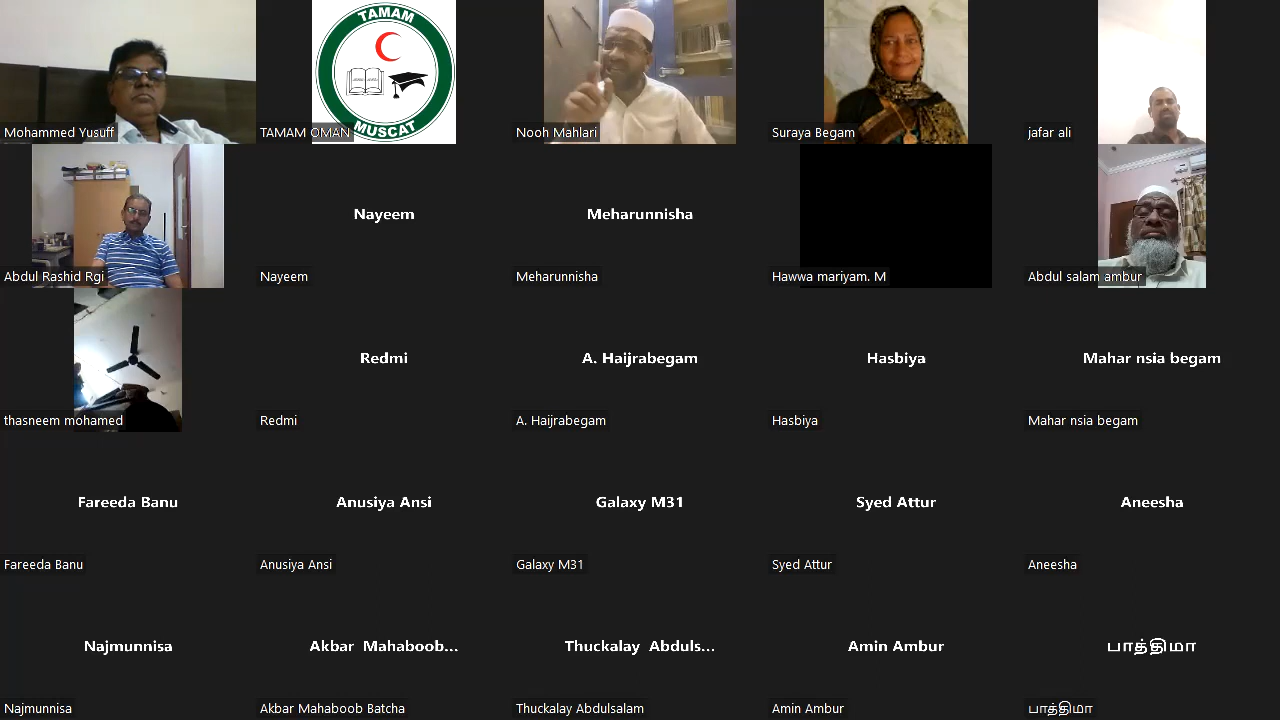 TAMAM
MUSCAT
Mohammed Yusuff
TAMAM OMAN
Nooh Mahlari
Suraya Begam
jafar ali
Nayeem
Meharunnisha
Abdul Rashid Rgi
Nayeem
Meharunnisha
Hawwa mariyam. M
Abdul salam ambur
Redmi
A. Haijrabegam
Hasbiya
Mahar nsia begam
thasneem mohamed
Redmi
A. Haijrabegam
Hasbiya
Mahar nsia begam
Fareeda Banu
Anusiya Ansi
Galaxy M31
Syed Attur
Aneesha
Fareeda Banu
Anusiya Ansi
Galaxy M31
Syed Attur
Aneesha
Najmunnisa
Akbar Mahaboob...
Thuckalay Abduls...
Amin Ambur
பாத்திமா
Najmunnisa
Akbar Mahaboob Batcha
Thuckalay Abdulsalam
Amin Ambur
பாத்திமா